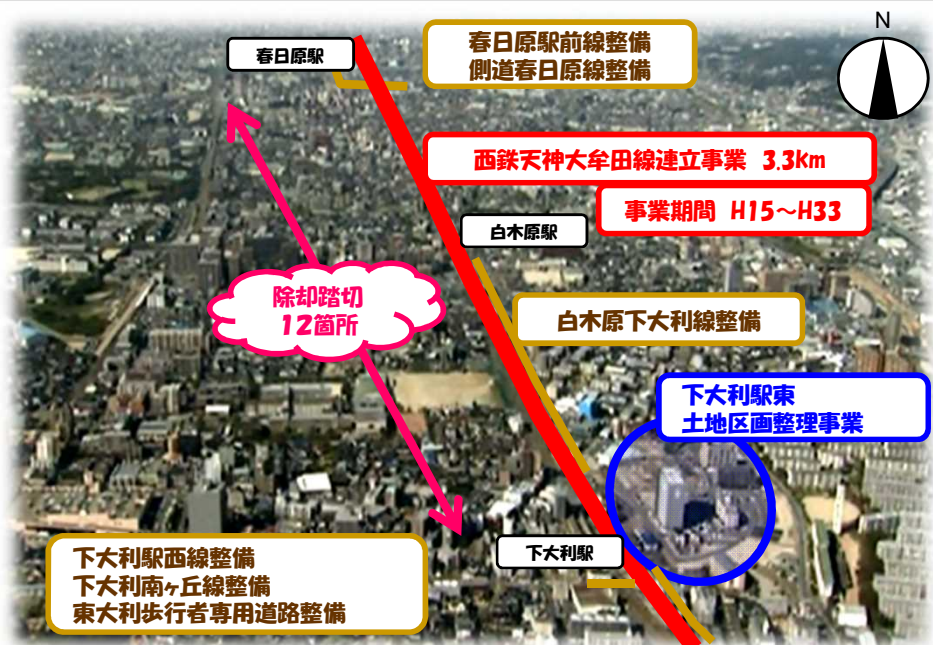 N
春日原駅
春日原駅前線整備
側道春日原線整備
西鉄天神大牟田線連立事業 3.3km
事業期間 H15～H33
白木原駅
除却踏切
12箇所
白木原下大利線整備
下大利駅東
土地区画整理事業
下大利駅
下大利駅西線整備
下大利南ヶ丘線整備
東大利歩行者専用道路整備